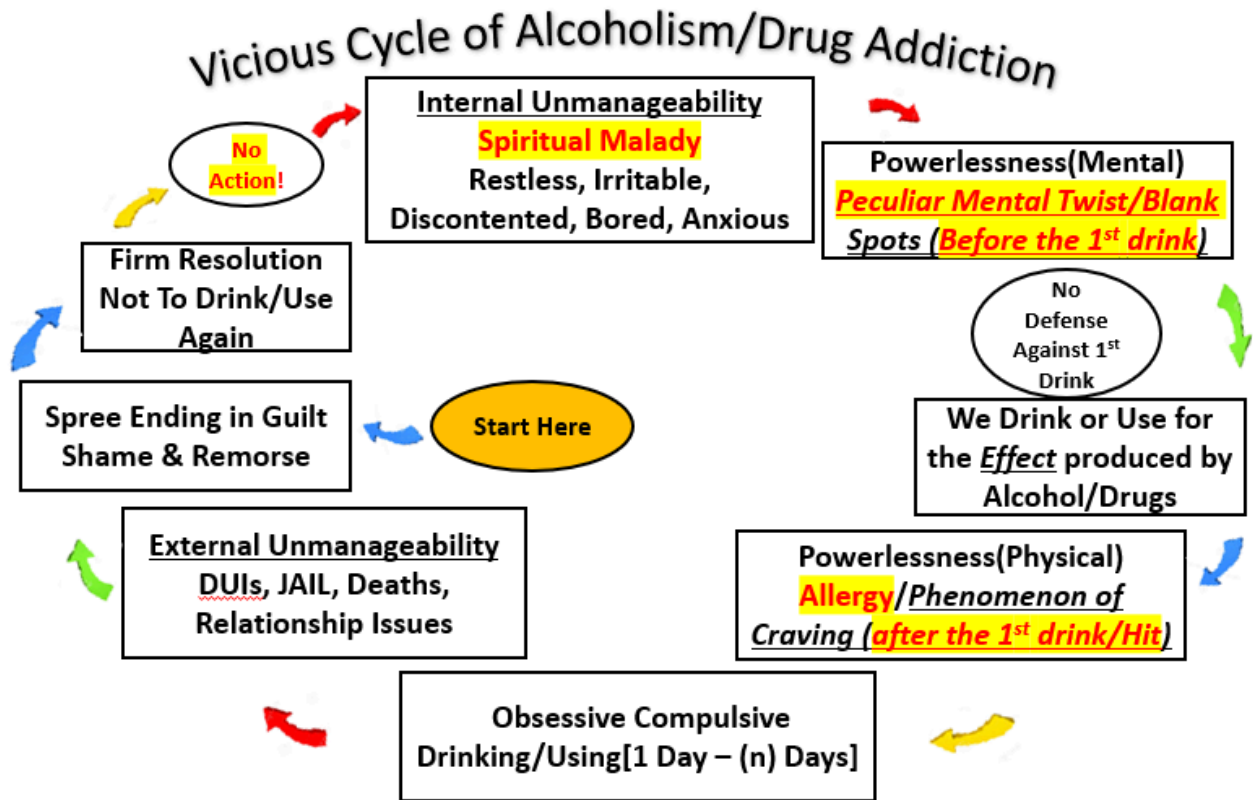 Vicious Cycle of Alcoholism/Drug Addiction
Internal Unmanageability
Spiritual Malady
Restless, Irritable,
Discontented, Bored, Anxious
Powerlessness(Mental)
Peculiar Mental Twist/Blank
Spots (Before the 1st drink)
No
Defense
Against 1st
Drink
We Drink or Use for
the Effect produced by
Alcohol/Drugs
Powerlessness(Physical)
Allergy/Phenomenon of
Craving (after the 1st drink/Hit)
Obsessive Compulsive
Drinking/Using[1 Day – (n) Days]
External Unmanageability
DUIs, JAIL, Deaths,
Relationship Issues
Start Here
Spree Ending in Guilt
Shame & Remorse
Firm Resolution
Not To Drink/Use
Again
No
Action!